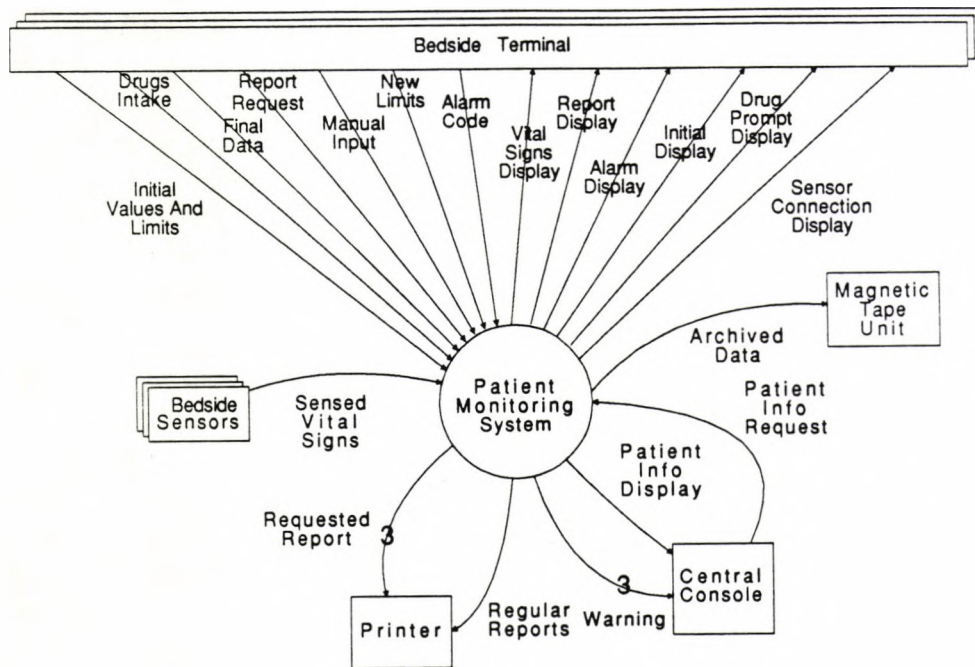 Bedside Terminal
Drugs
Intake
Report
Request
New
Limits
Final
Data
Manual
Input
Alarm
Code
Vital
Signs
Display
Report
Display
Alarm
Display
Initial
Display
Drug
Prompt
Display
Initial
Values And
Limits
Sensor
Connection
Display
Magnetic
Tape
Unit
Archived
Data
Bedside
Sensors
Sensed
Vital
Signs
Patient
Monitoring
System
Patient
Info
Request
Patient
Info
Display
Requested
Report
3
3
Central
Console
Printer
Regular
Reports
Warning